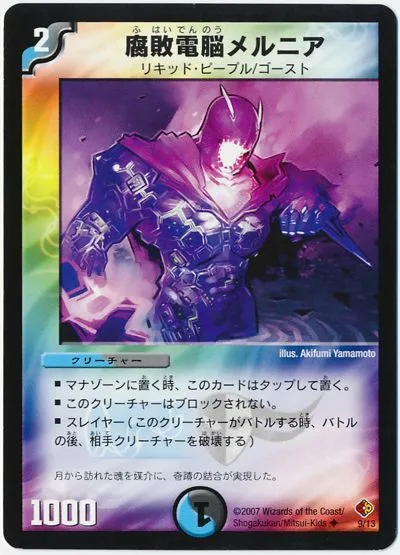 2
ふはいでんのう
腐敗電脳メルニア
リキッド・ピープル/ゴースト
illus. Akifumi Yamamoto
クリーチャー
■ マナゾーンに置く時、このカードはタップして置く。
■ このクリーチャーはブロックされない。
■ スレイヤー(このクリーチャーがバトルする時、バトル
の後、相手クリーチャーを破壊する)
月から訪れた魂を媒介に、奇蹟の結合が実現した。
1000
©2007 Wizards of the Coast/
Shogakukan/Mitsui-Kids ◆ 9/13